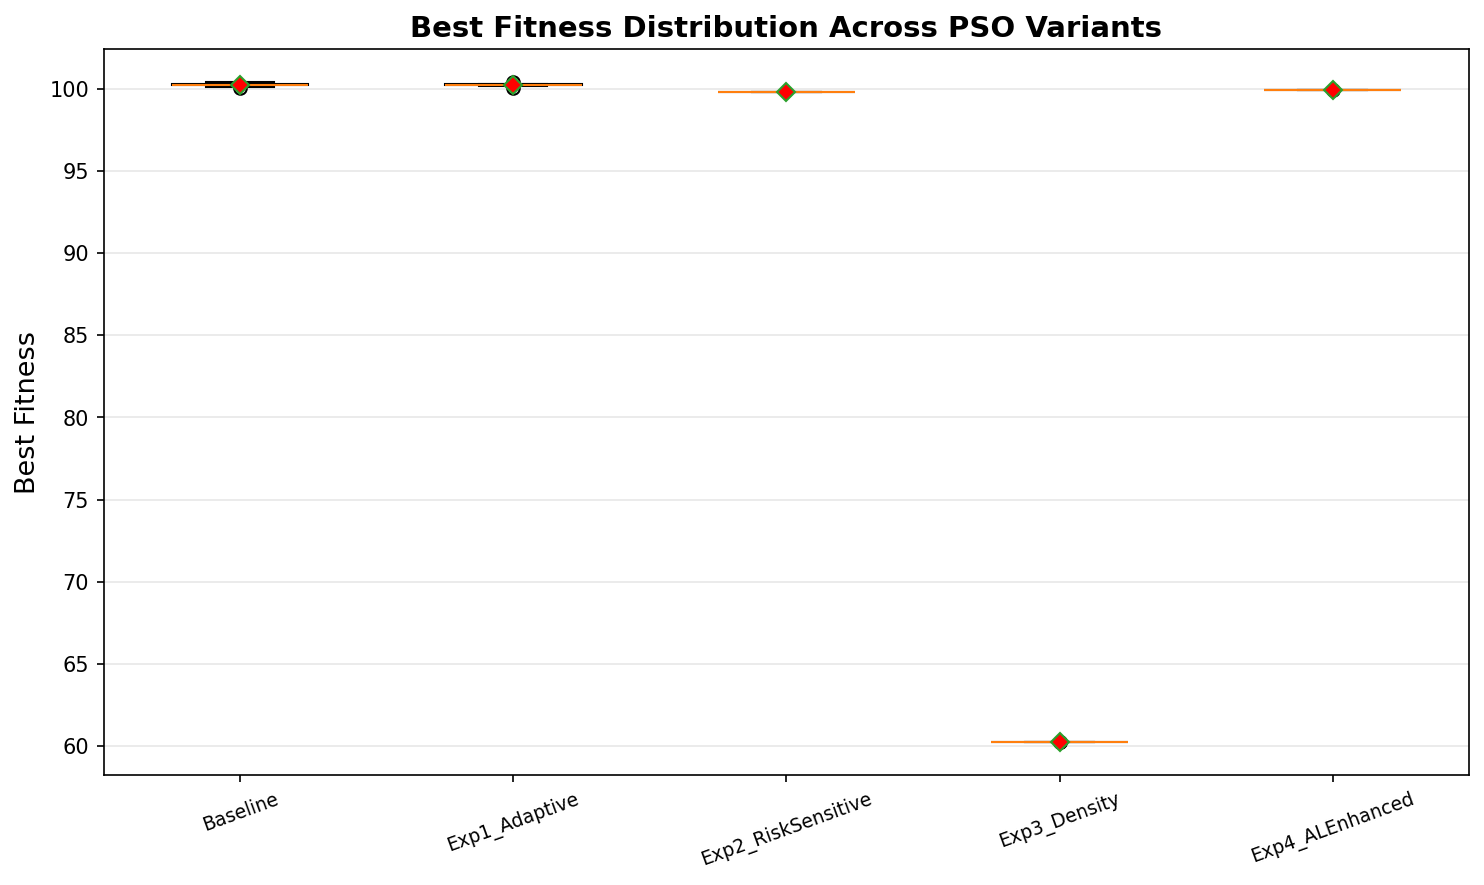 Best Fitness Distribution Across PSO Variants
Best Fitness
100
95
90
85
80
75
70
65
60
Baseline
Exp1_Adaptive
Exp2_RiskSensitive
Exp3_Density
Exp4_ALEnhanced